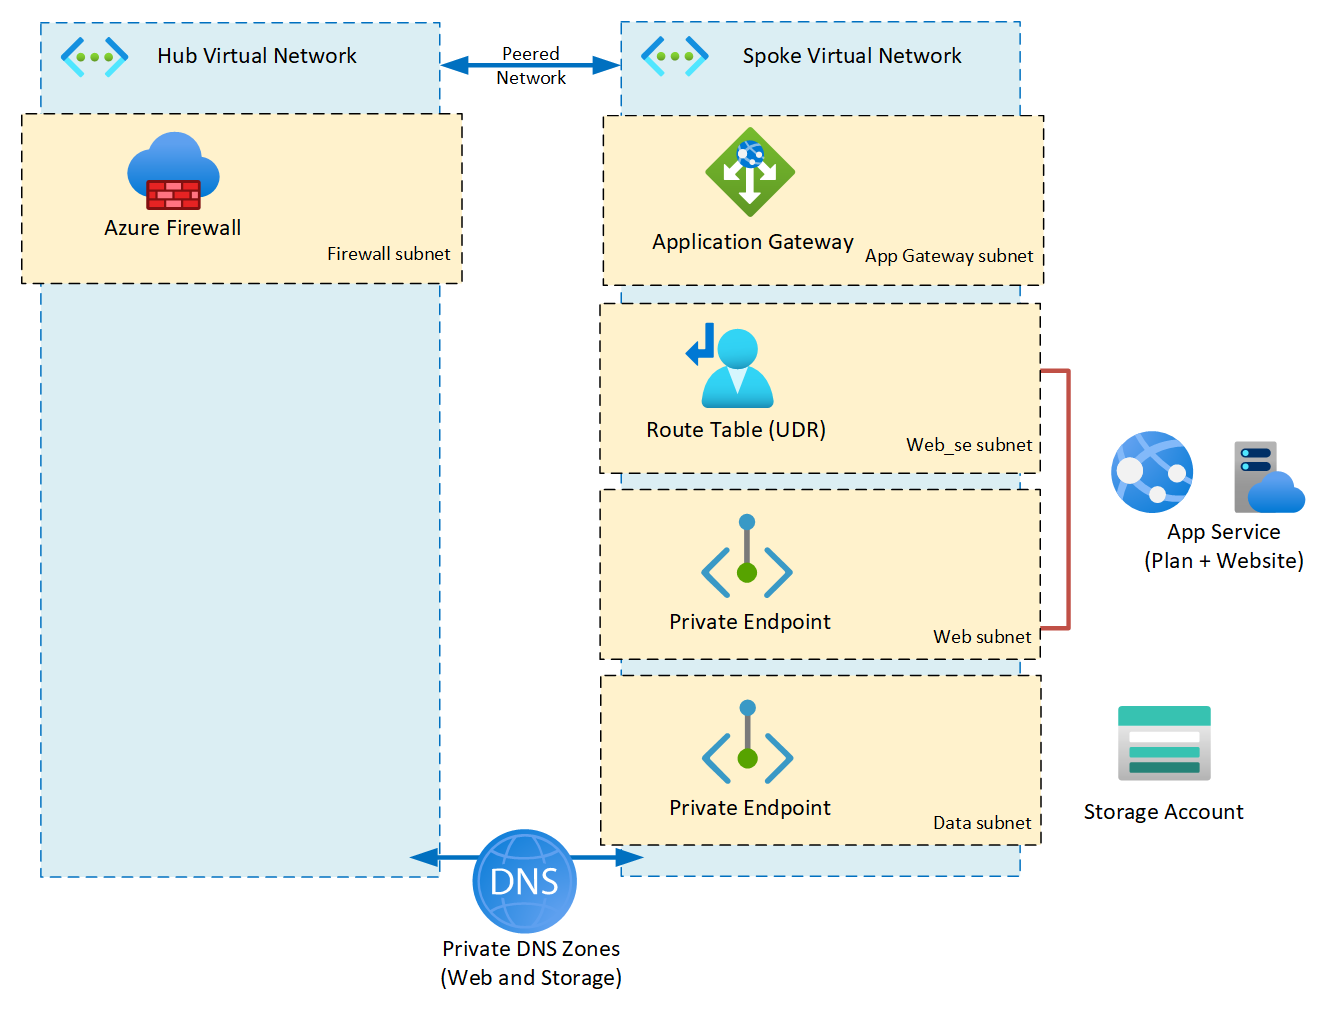 Hub Virtual Network
Peered
Network
Spoke Virtual Network
Azure Firewall
Firewall subnet
Application Gateway
App Gateway subnet
Route Table (UDR)
Web_se subnet
App Service
(Plan + Website)
Private Endpoint
Web subnet
Private Endpoint
Data subnet
Storage Account
DNS
Private DNS Zones
(Web and Storage)